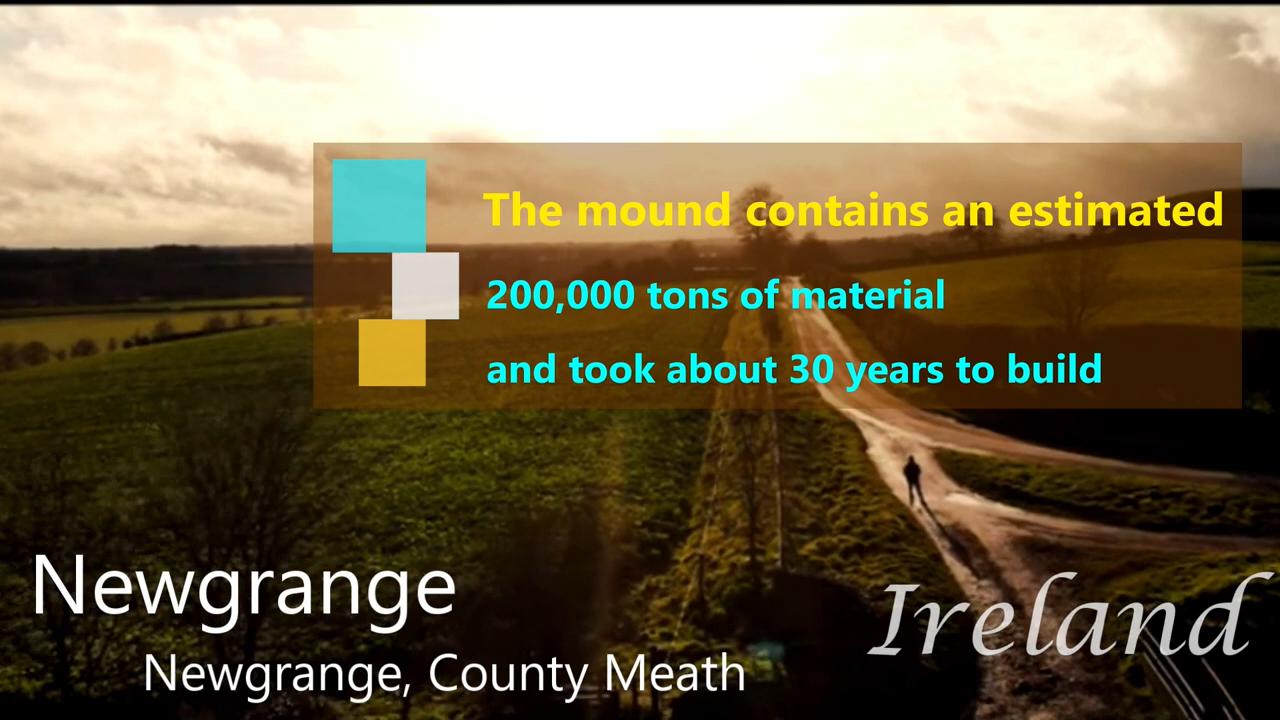 The mound contains an estimated
200,000 tons of material
and took about 30 years to build
Newgrange
Newgrange, County Meath
Ireland